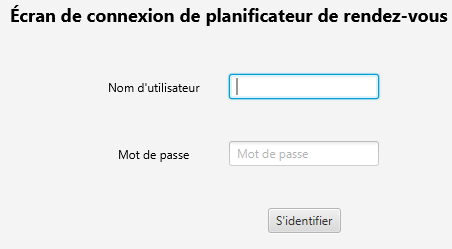 Écran de connexion de planificateur de rendez-vous
Nom d'utilisateur
Mot de passe
Mot de passe
S'identifier